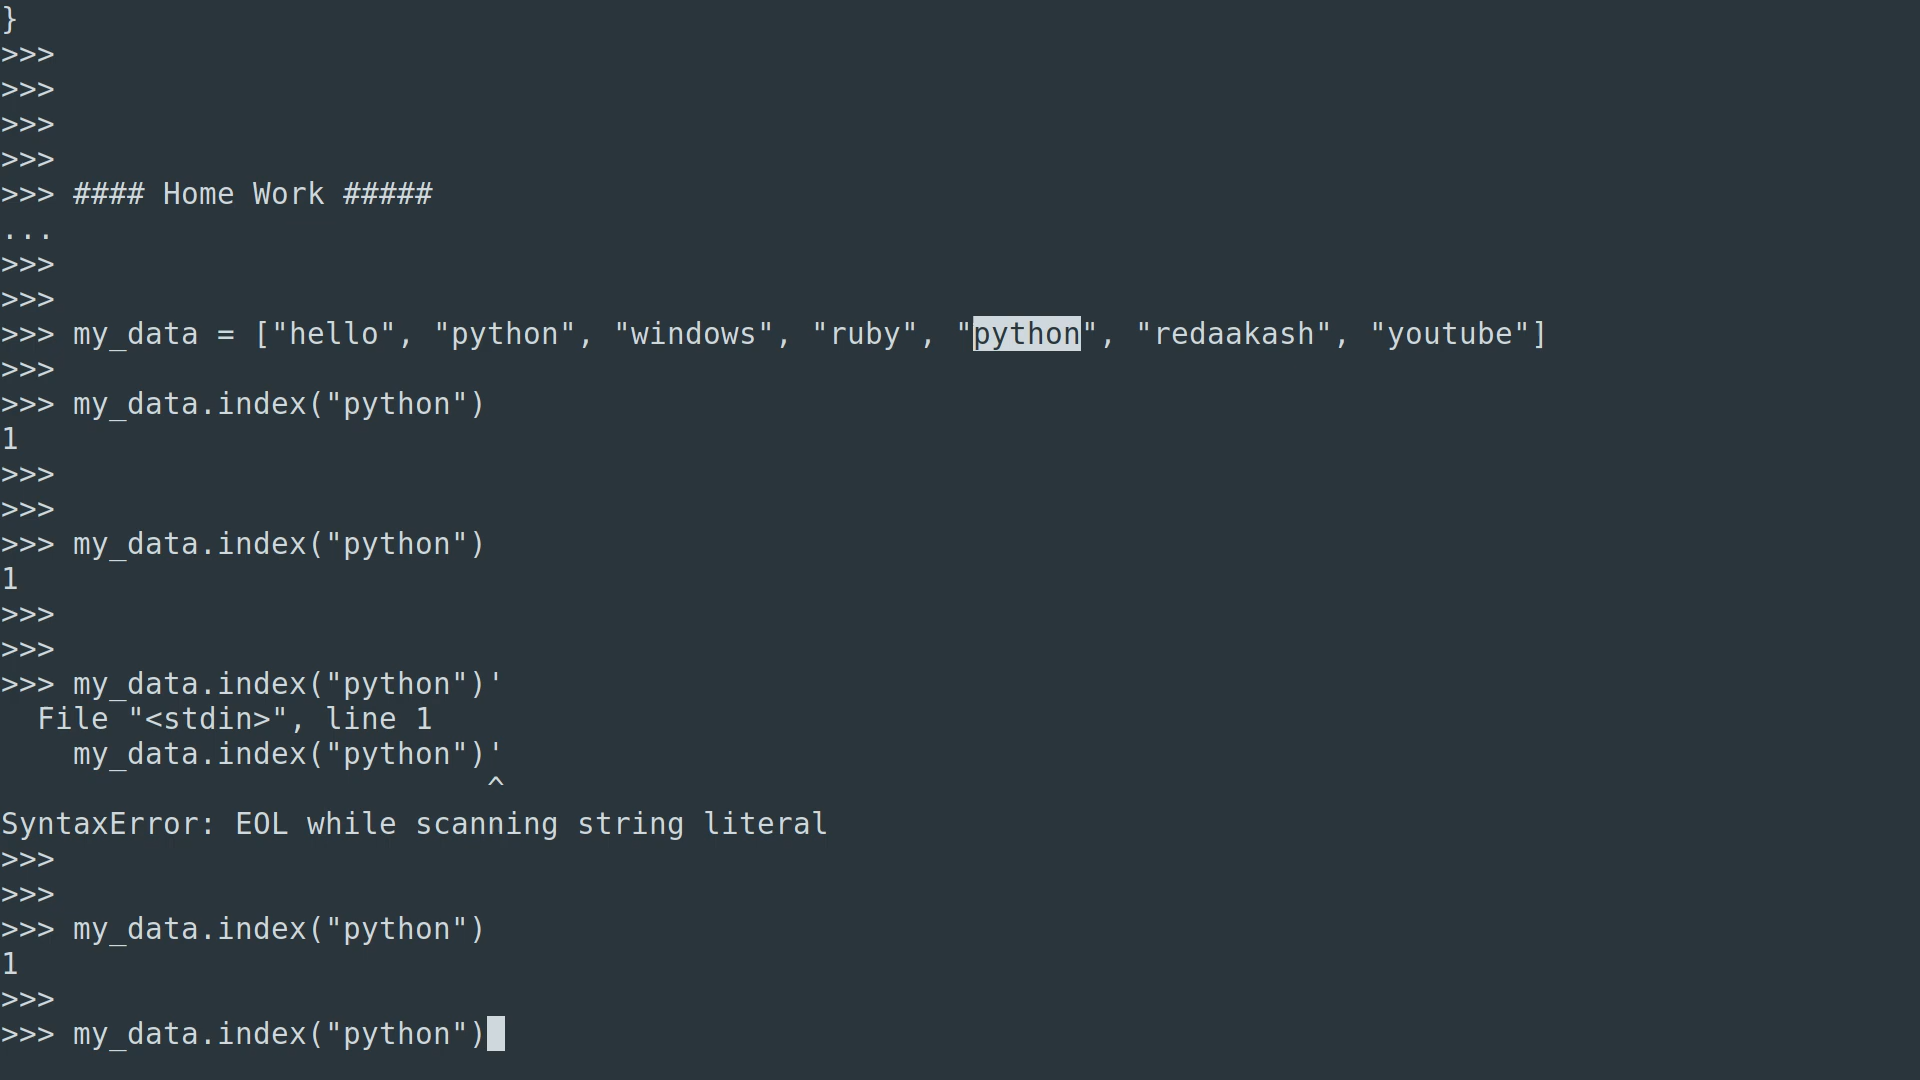 }
>>>
>>>
>>>
>>>
>>> #### Home Work #####
...
>>>
>>>
>>> my_data = ["hello", "python", "windows", "ruby", "python", "redaakash", "youtube"]
>>>
>>> my_data.index("python")
1
>>>
>>>
>>> my_data.index("python")
1
>>>
>>>
>>> my_data.index("python")'
  File "<stdin>", line 1
    my_data.index("python")'
                           ^
SyntaxError: EOL while scanning string literal
>>>
>>>
>>> my_data.index("python")
1
>>>
>>> my_data.index("python")